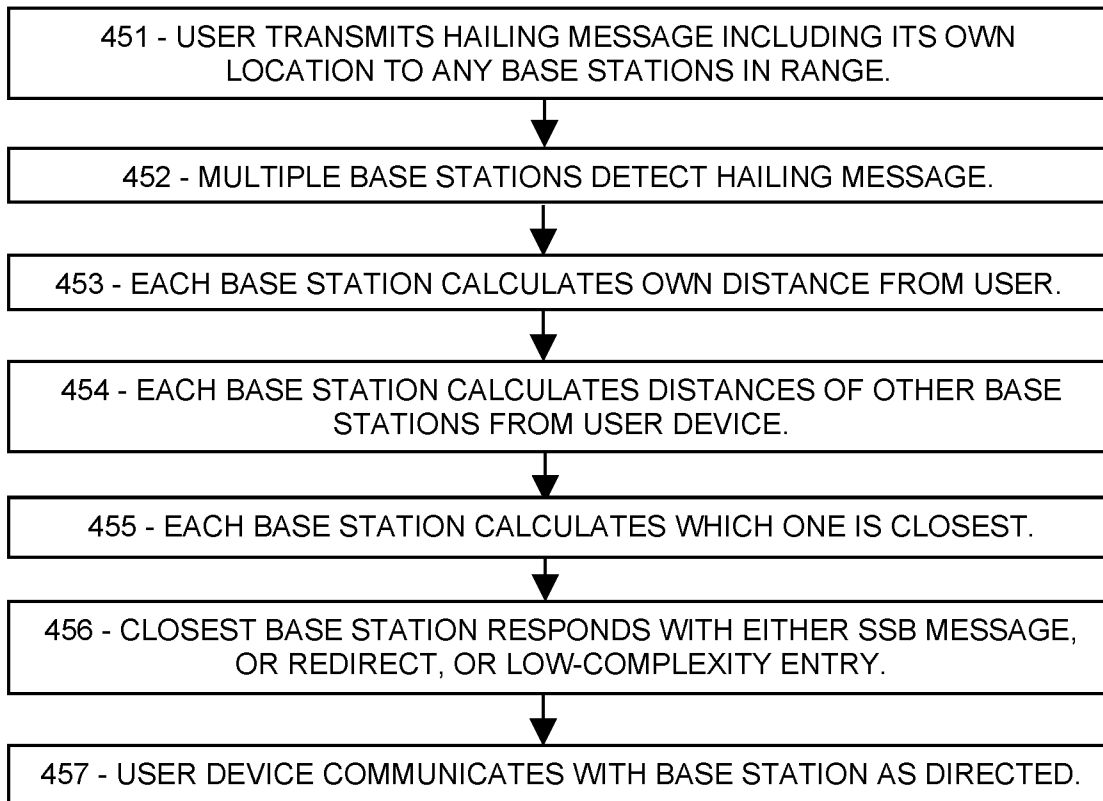 451 - USER TRANSMITS HAILING MESSAGE INCLUDING ITS OWN
LOCATION TO ANY BASE STATIONS IN RANGE.
452 - MULTIPLE BASE STATIONS DETECT HAILING MESSAGE.
453 - EACH BASE STATION CALCULATES OWN DISTANCE FROM USER.
454 - EACH BASE STATION CALCULATES DISTANCES OF OTHER BASE
STATIONS FROM USER DEVICE.
455 - EACH BASE STATION CALCULATES WHICH ONE IS CLOSEST.
456 - CLOSEST BASE STATION RESPONDS WITH EITHER SSB MESSAGE,
OR REDIRECT, OR LOW-COMPLEXITY ENTRY.
457 - USER DEVICE COMMUNICATES WITH BASE STATION AS DIRECTED.